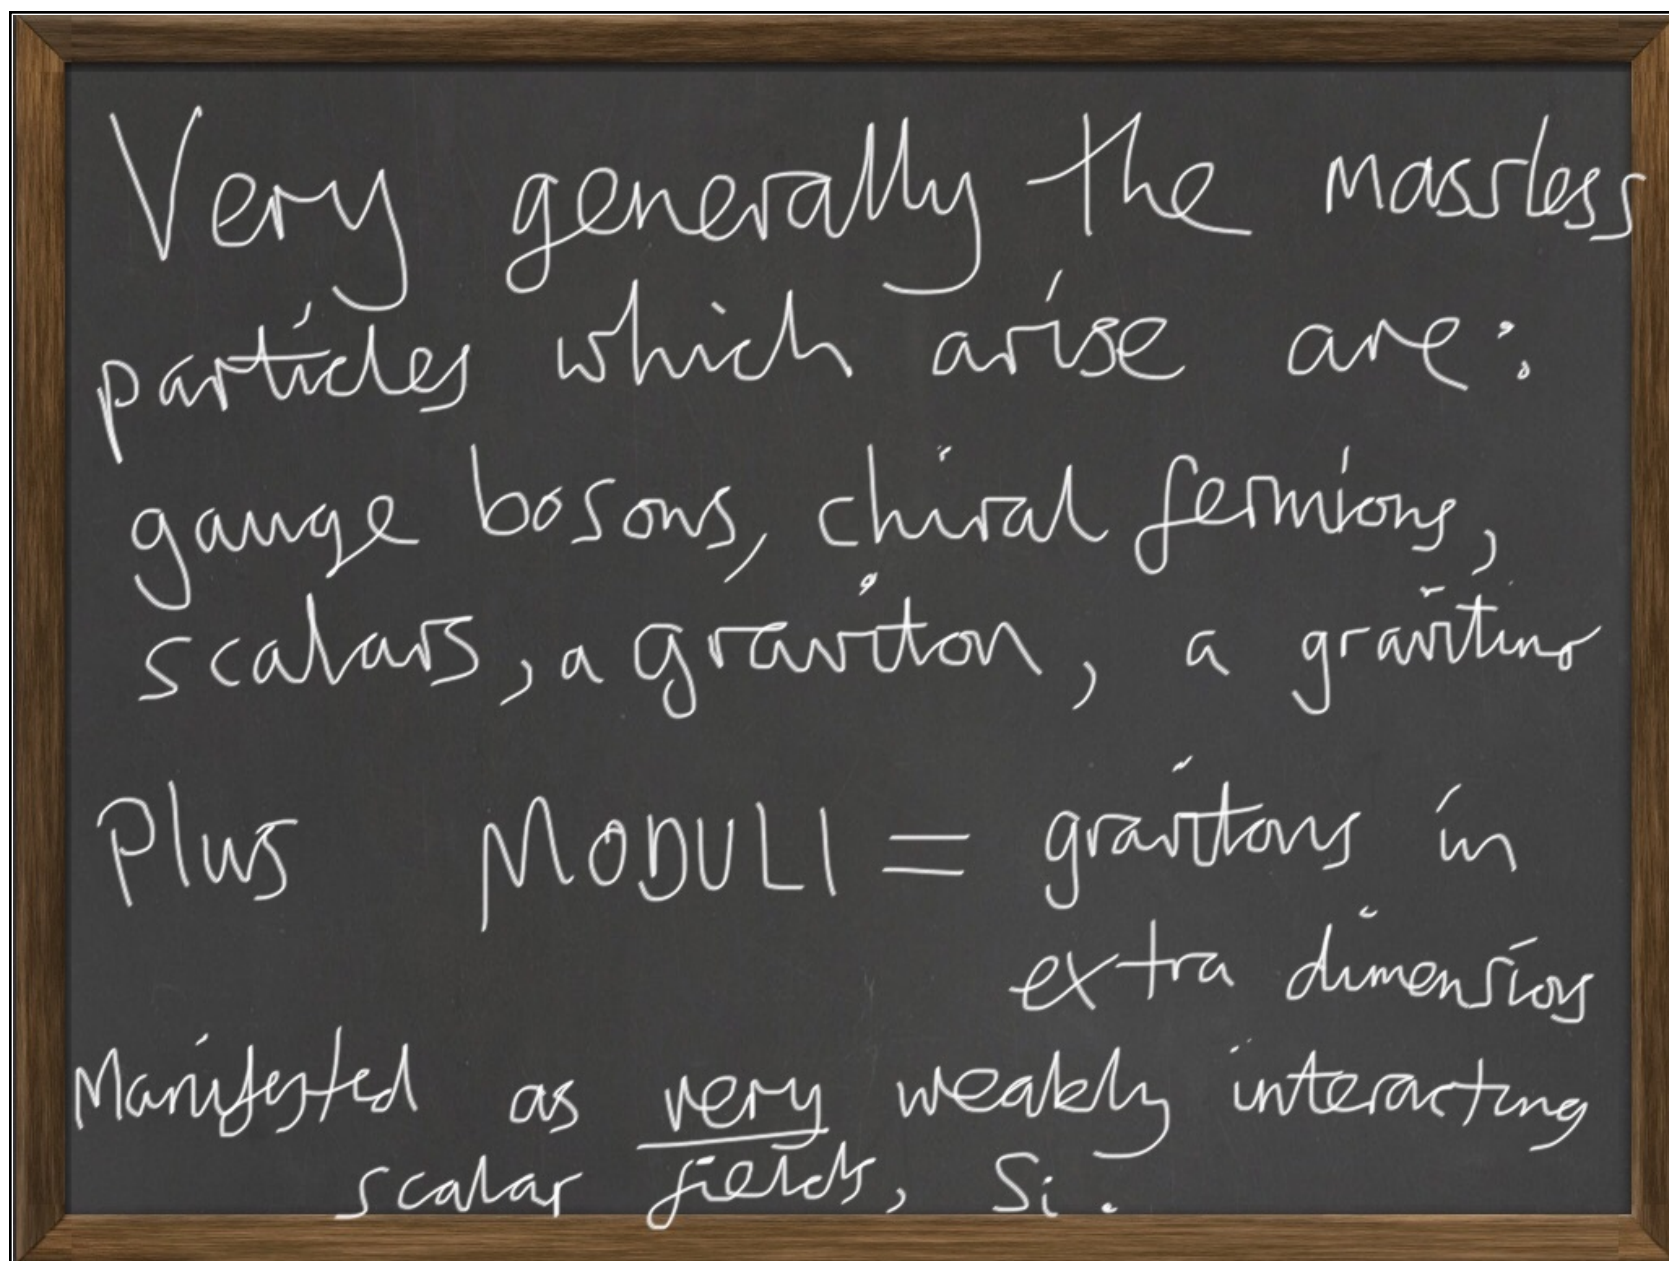 Very generally the massless
particles which arise are:
gauge bosons, chiral fermions,
scalars, a graviton, a gravitino
Plus MODULI = gravitons in
extra dimensions
Manifested as very weakly interacting
scalar fields, Si.